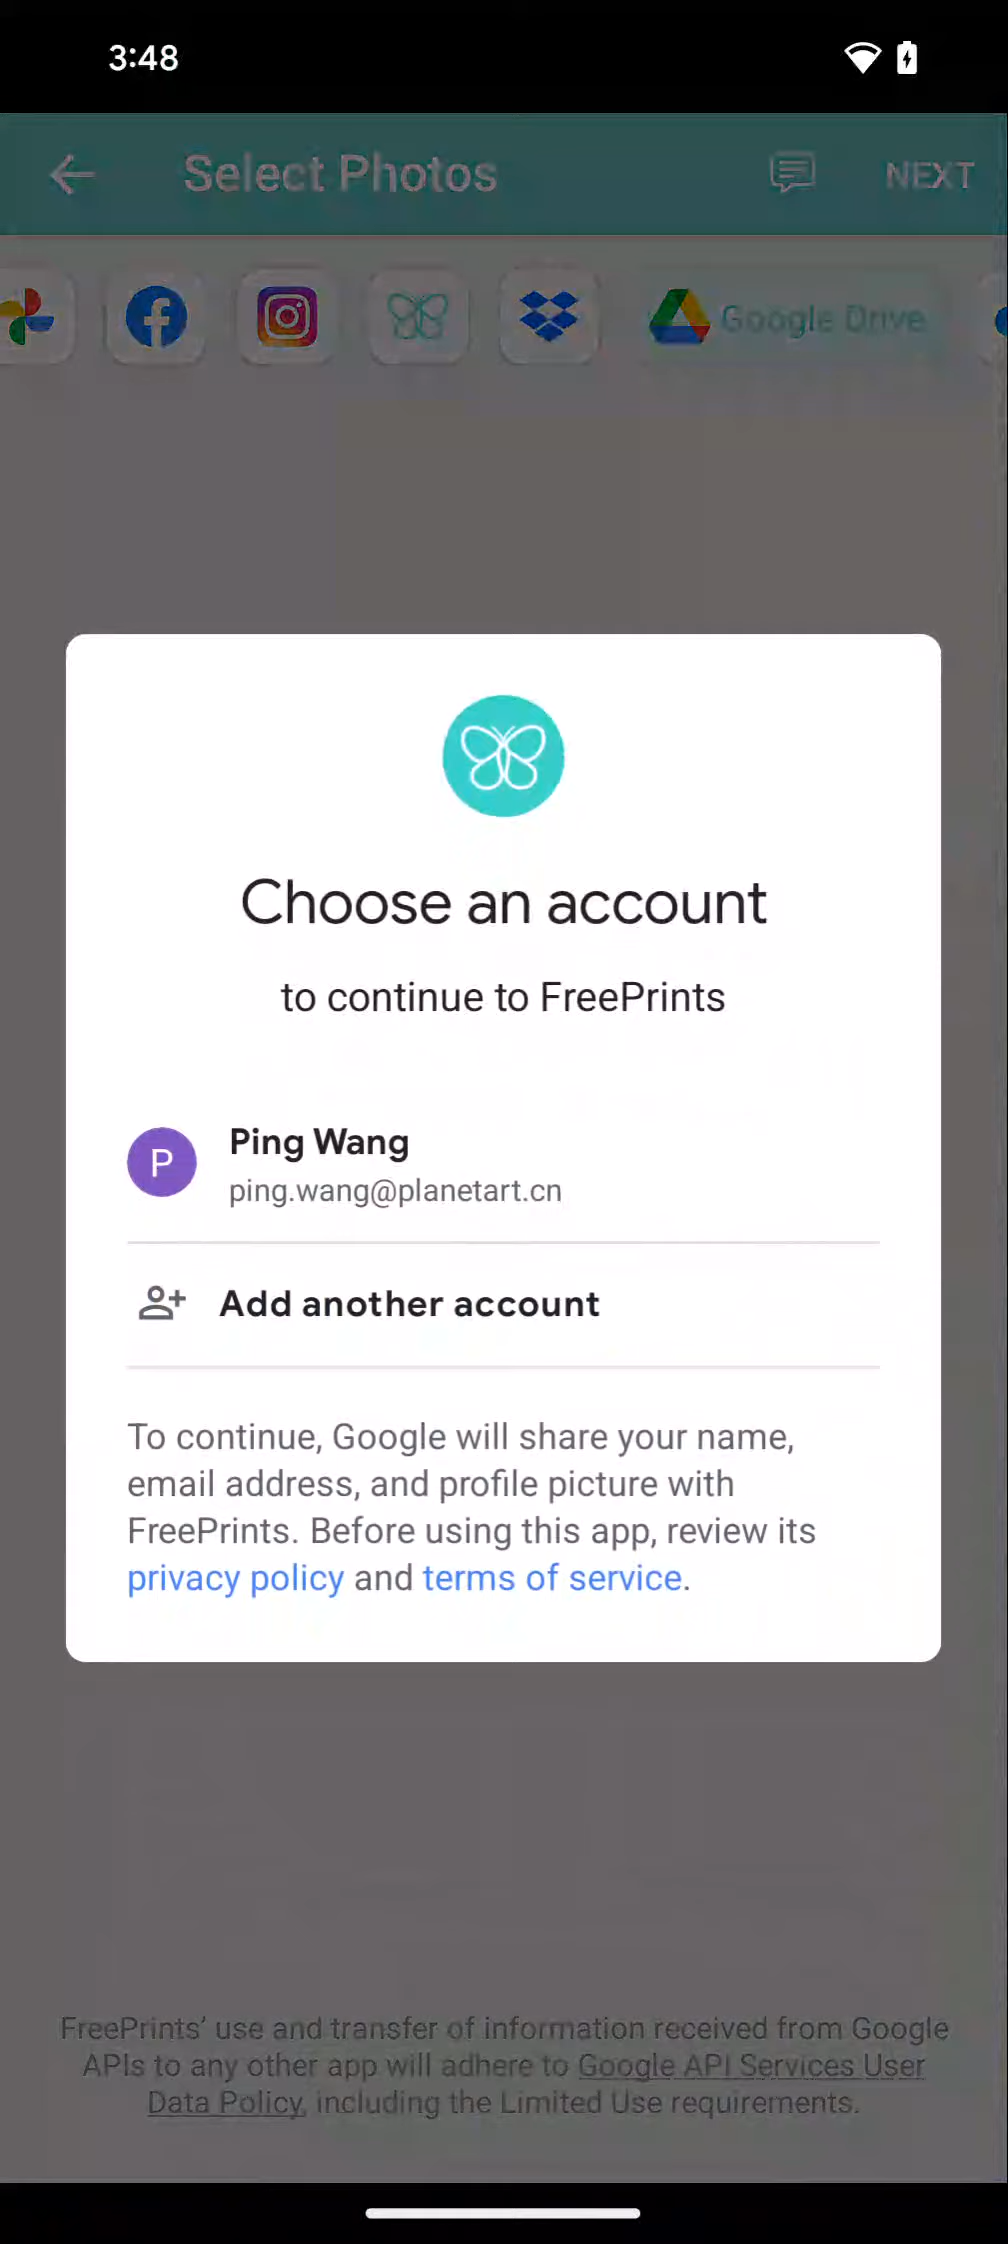 3:48
Select Photos
NEXT
Google Drive
Choose an account
to continue to FreePrints
P
Ping Wang
ping.wang@planetart.cn
Add another account
To continue, Google will share your name,
email address, and profile picture with
FreePrints. Before using this app, review its
privacy policy and terms of service.
FreePrints’ use and transfer of information received from Google
APIs to any other app will adhere to Google API Services User
Data Policy, including the Limited Use requirements.